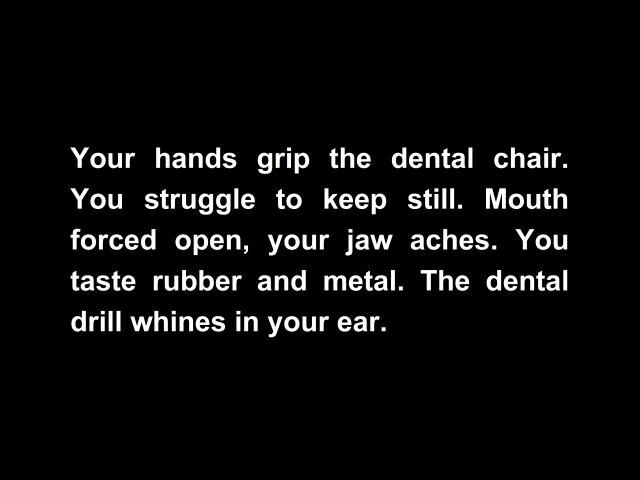 Your hands grip the dental chair.
You struggle to keep still. Mouth
forced open, your jaw aches. You
taste rubber and metal. The dental
drill whines in your ear.